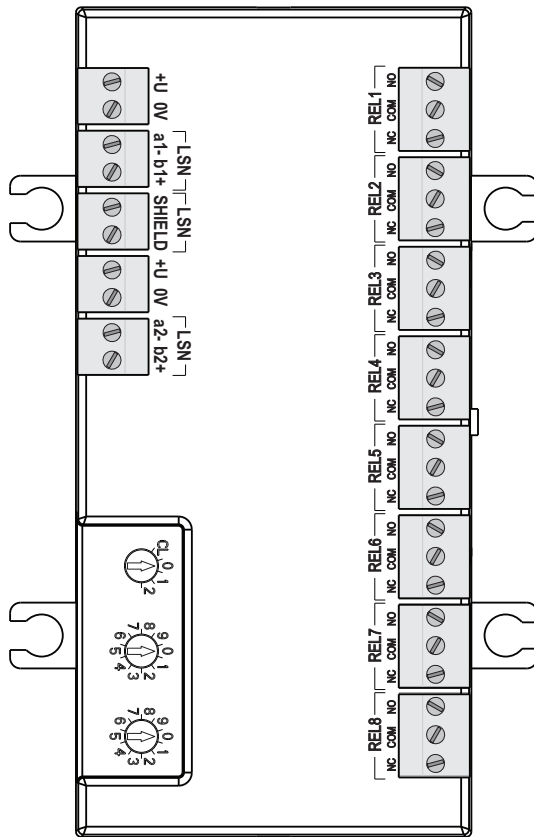 +U
0V
a1- b1+
LSN
SHIELD
LSN
+U
0V
a2- b2+
LSN
REL1
NO
COM
NC
REL2
NO
COM
NC
REL3
NO
COM
NC
REL4
NO
COM
NC
REL5
NO
COM
NC
REL6
NO
COM
NC
REL7
NO
COM
NC
REL8
NO
COM
NC
CL 0 1 2
0 1 2 3 4 5 6 7 8 9
0 1 2 3 4 5 6 7 8 9